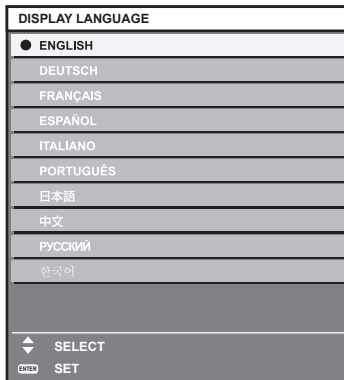 DISPLAY LANGUAGE
ENGLISH
DEUTSCH
FRANÇAIS
ESPAÑOL
ITALIANO
PORTUGUÊS
日本語
中文
РУССКИЙ
한국어
SELECT
ENTER SET